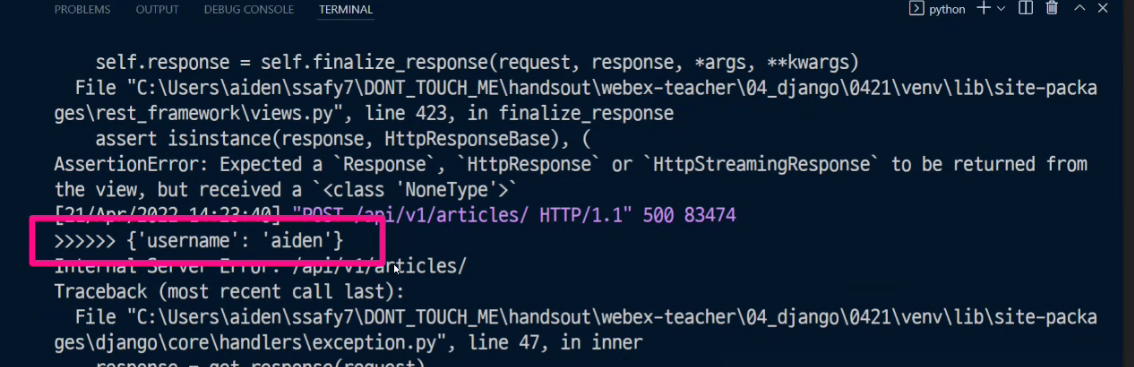 PROBLEMS OUTPUT DEBUG CONSOLE TERMINAL python
self.response = self.finalize_response(request, response, *args, **kwargs)
File "C:\Users\aiden\ssafy7\DONT_TOUCH_ME\handsout\webex-teacher\04_django\0421\venv\lib\site-packa
ges\rest_framework\views.py", line 423, in finalize_response
assert isinstance(response, HttpResponseBase), (
AssertionError: Expected a `Response`, `HttpResponse` or `HttpStreamingResponse` to be returned from
the view, but received a `<class 'NoneType'>`
[21/Apr/2022 14:23:40] "POST /api/v1/articles/ HTTP/1.1" 500 83474
>>>>>> {'username': 'aiden'}
Internal Server Error: /api/v1/articles/
Traceback (most recent call last):
File "C:\Users\aiden\ssafy7\DONT_TOUCH_ME\handsout\webex-teacher\04_django\0421\venv\lib\site-packa
ges\django\core\handlers\exception.py", line 47, in inner
response = get_response(request)